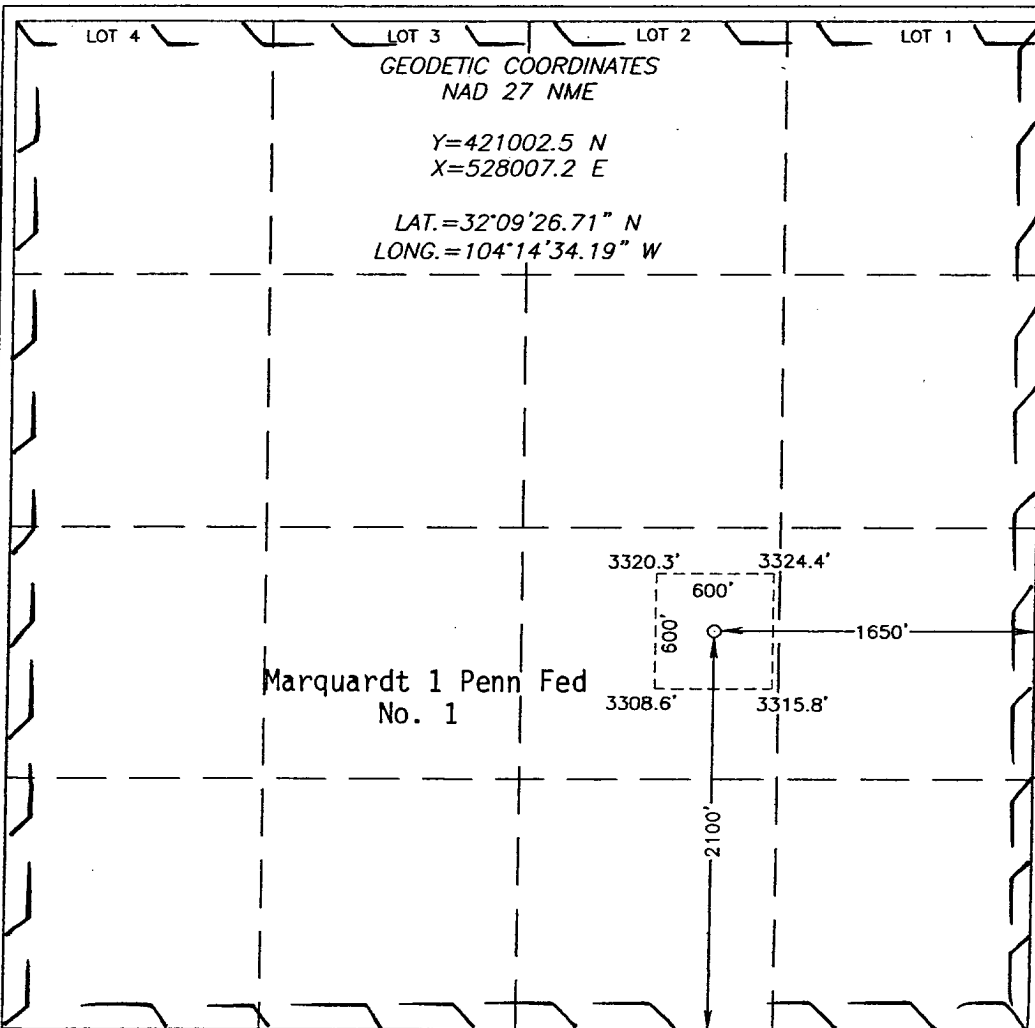 LOT 4 LOT 3 LOT 2 LOT 1
GEODETIC COORDINATES
NAD 27 NME
Y=421002.5 N
X=528007.2 E
LAT.=32°09'26.71" N
LONG.=104°14'34.19" W
3320.3' 3324.4'
600'
600'
1650'
Marquardt 1 Penn Fed
No. 1
3308.6' 3315.8'
2100'